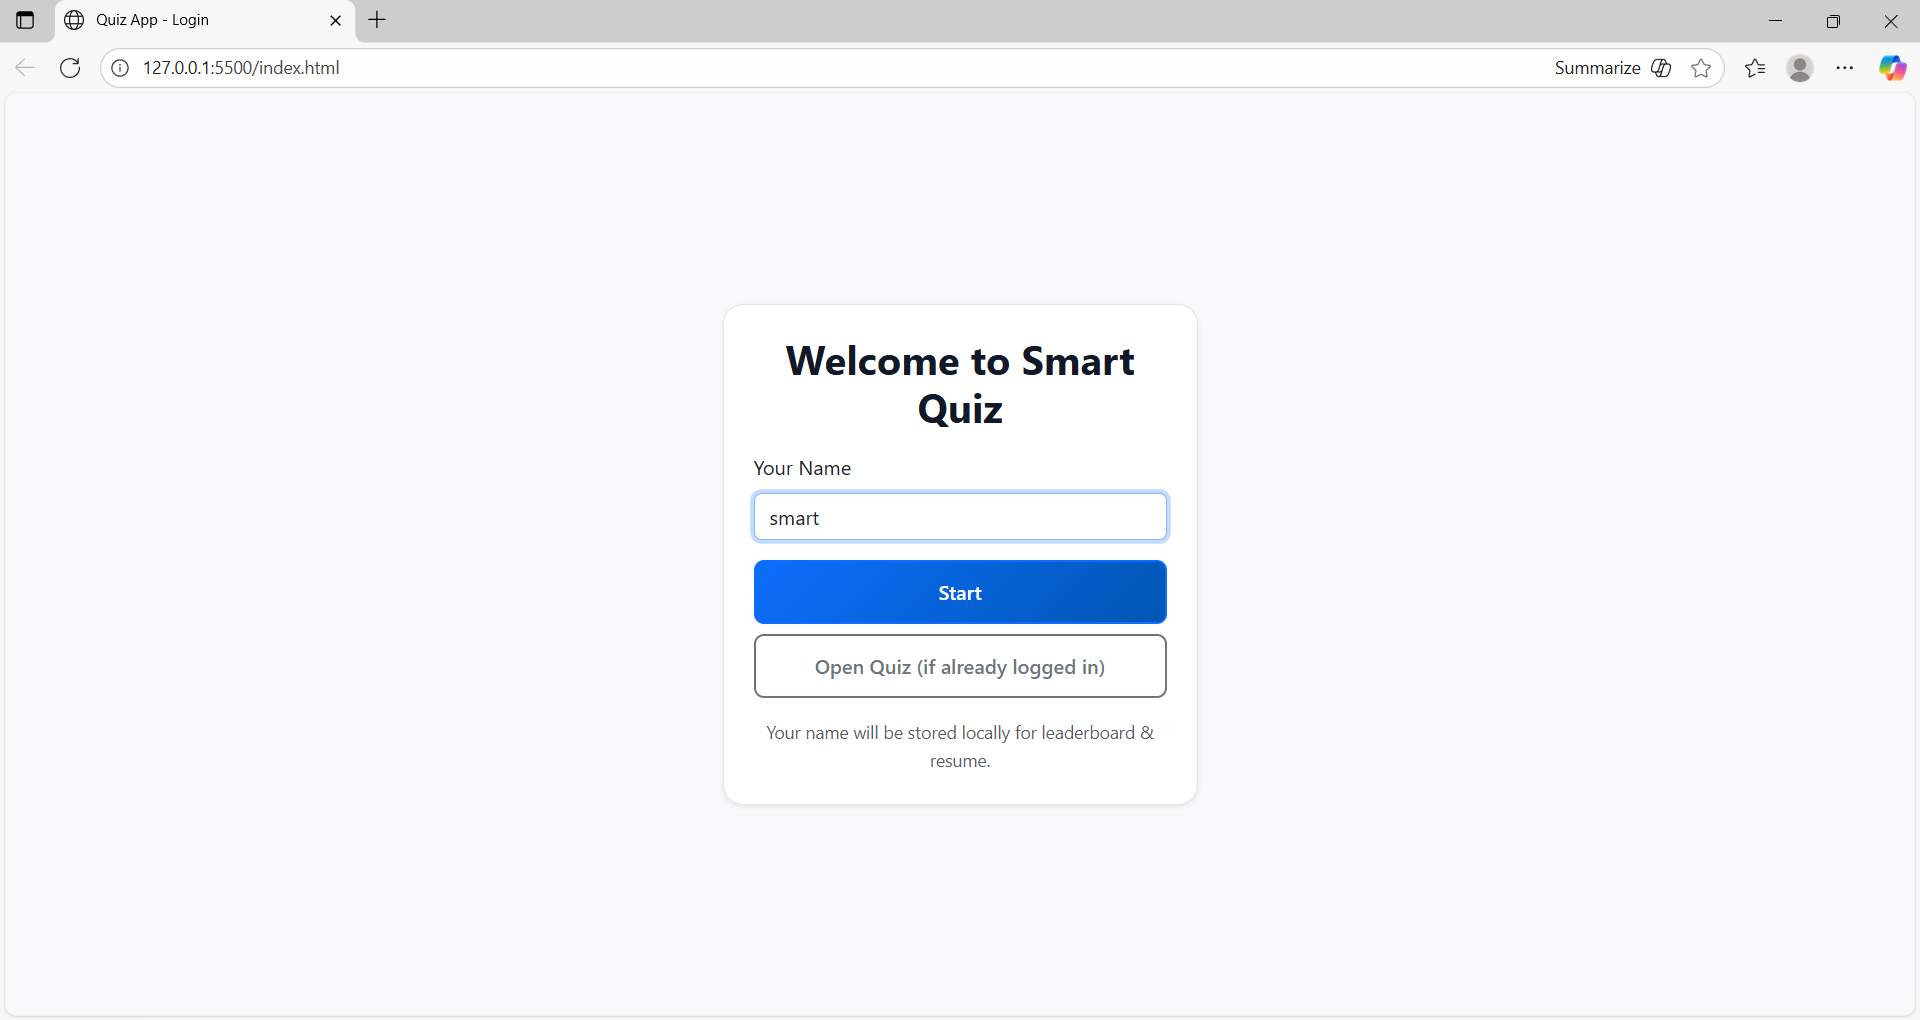 Quiz App - Login
127.0.0.1:5500/index.html
Summarize
Welcome to Smart
Quiz
Your Name
smart
Start
Open Quiz (if already logged in)
Your name will be stored locally for leaderboard &
resume.